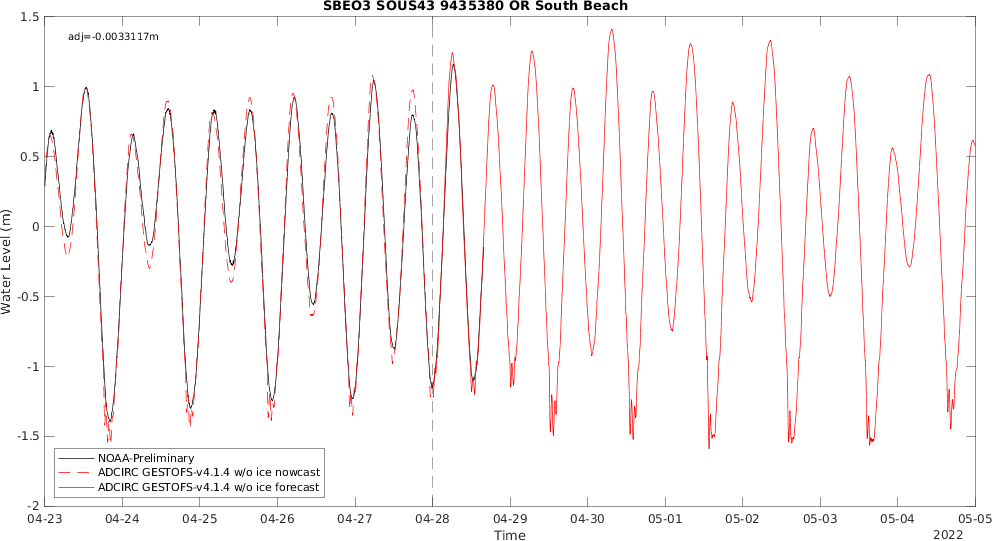 SBEO3 SOUS43 9435380 OR South Beach
adj=-0.0033117m
1.5
1
0.5
0
-0.5
-1
-1.5
-2
Water Level (m)
NOAA-Preliminary
ADCIRC GESTOFS-v4.1.4 w/o ice nowcast
ADCIRC GESTOFS-v4.1.4 w/o ice forecast
04-23 04-24 04-25 04-26 04-27 04-28 04-29 04-30 05-01 05-02 05-03 05-04 05-05
Time
2022